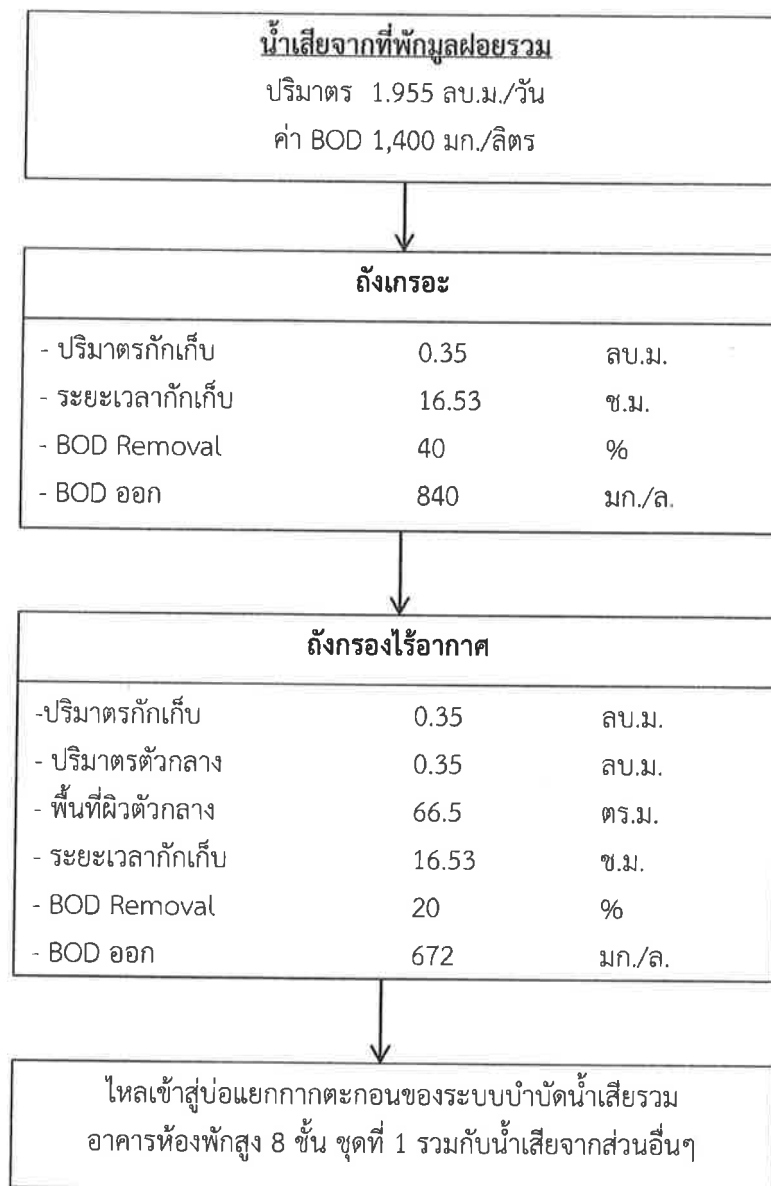 น้ำเสียจากที่พักมูลฝอยรวม
ปริมาตร 1.955 ลบ.ม./วัน
ค่า BOD 1,400 มก./ลิตร
ถังเกรอะ
- ปริมาตรกักเก็บ 0.35 ลบ.ม.
- ระยะเวลากักเก็บ 16.53 ช.ม.
- BOD Removal 40 %
- BOD ออก 840 มก./ล.
ถังกรองไร้อากาศ
-ปริมาตรกักเก็บ 0.35 ลบ.ม.
- ปริมาตรตัวกลาง 0.35 ลบ.ม.
- พื้นที่ผิวตัวกลาง 66.5 ตร.ม.
- ระยะเวลากักเก็บ 16.53 ช.ม.
- BOD Removal 20 %
- BOD ออก 672 มก./ล.
ไหลเข้าสู่บ่อแยกกากตะกอนของระบบบำบัดน้ำเสียรวม
อาคารห้องพักสูง 8 ชั้น ชุดที่ 1 รวมกับน้ำเสียจากส่วนอื่นๆ